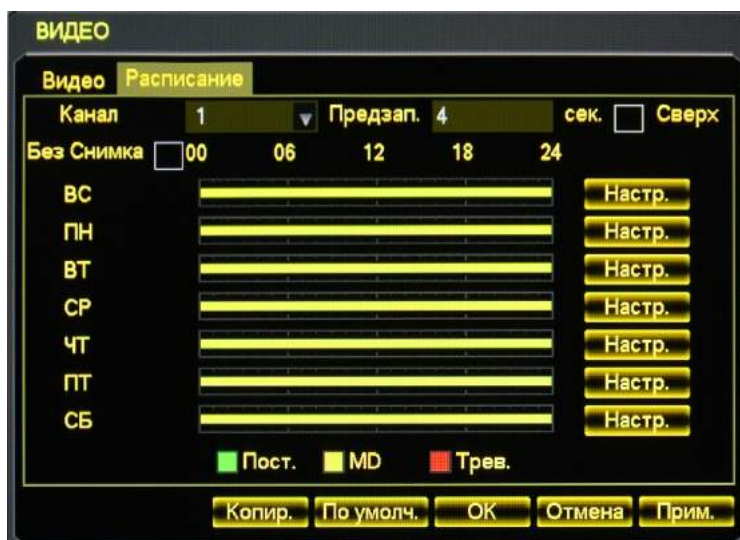 ВИДЕО
Видео Расписание
Канал 1 Предзап. 4 сек. Сверх
Без Снимка 00 06 12 18 24
ВС Настр.
ПН Настр.
ВТ Настр.
СР Настр.
ЧТ Настр.
ПТ Настр.
СБ Настр.
Пост. MD Трев.
Копир. По умолч. ОК Отмена Прим.